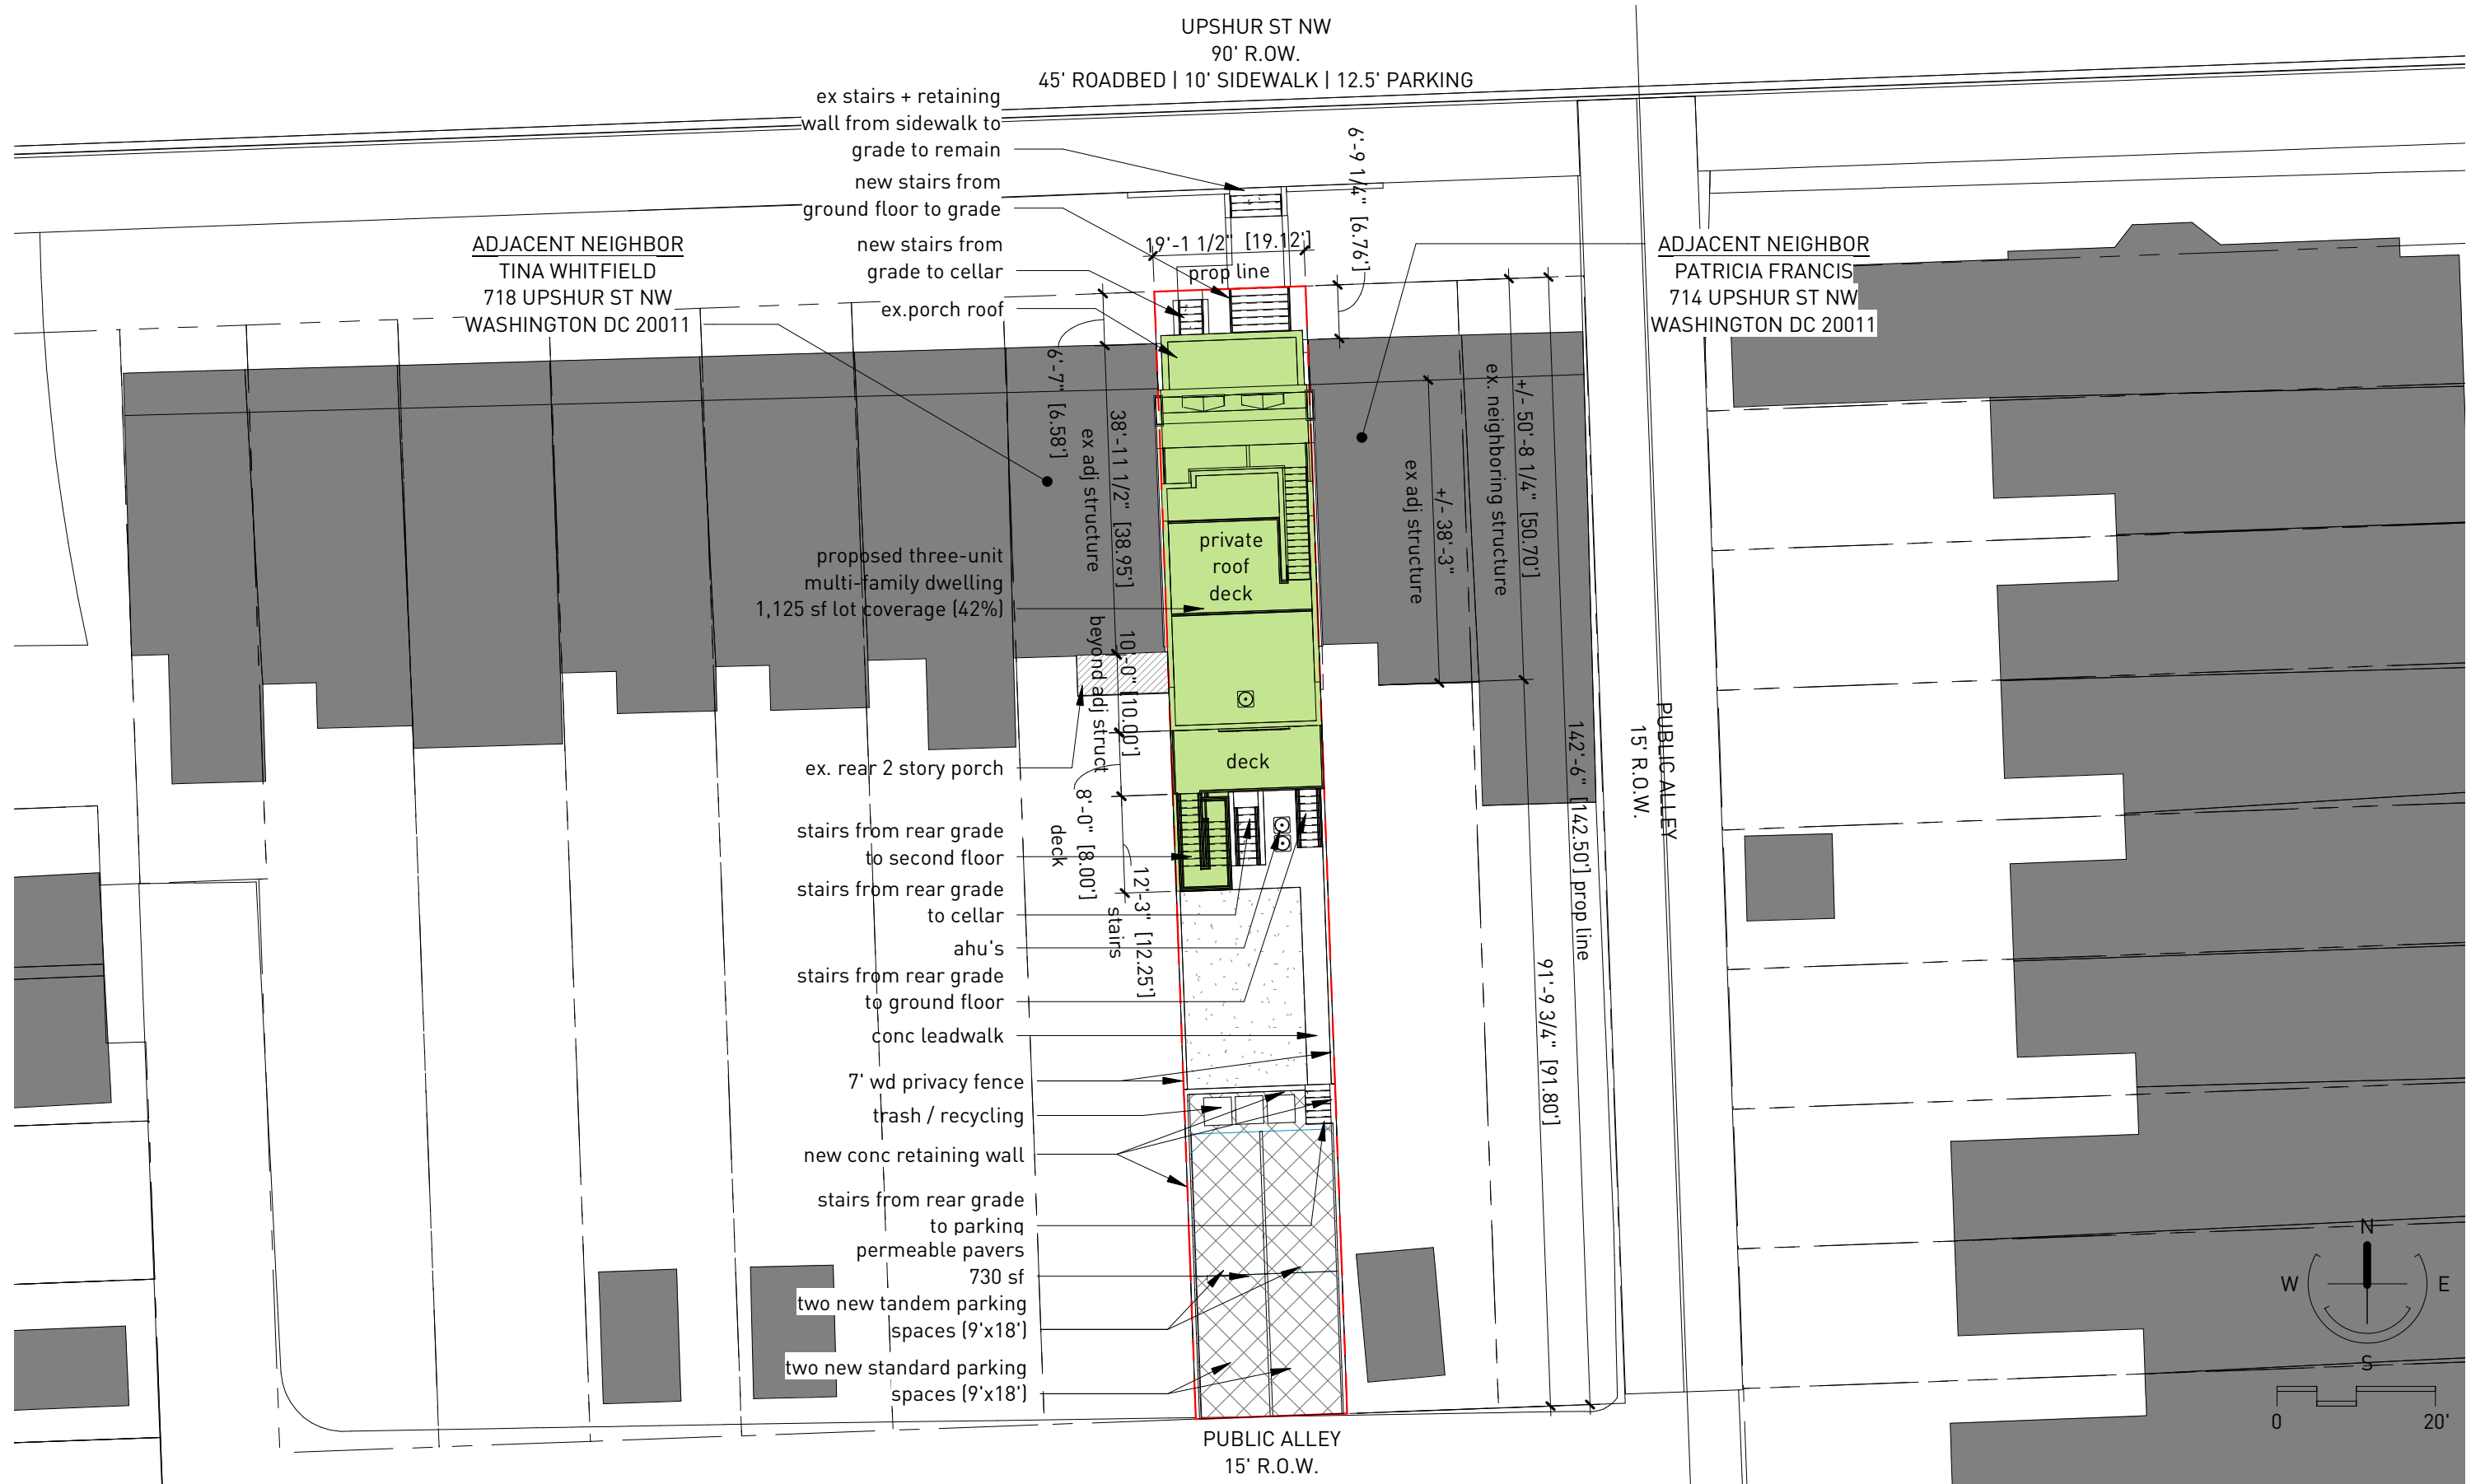 UPSHUR ST NW
90' R.OW.
45' ROADBED | 10' SIDEWALK | 12.5' PARKING
ex stairs + retaining
wall from sidewalk to
grade to remain
new stairs from
ground floor to grade
new stairs from
grade to cellar
ex.porch roof
ADJACENT NEIGHBOR
TINA WHITFIELD
718 UPSHUR ST NW
WASHINGTON DC 20011
ADJACENT NEIGHBOR
PATRICIA FRANCIS
714 UPSHUR ST NW
WASHINGTON DC 20011
19'-1 1/2" [19.12']
prop line
6'-9 1/4" [6.76']
6'-7" [6.58']
38'-11 1/2" [38.95']
ex adj structure
+/- 50'-8 1/4" [50.70']
ex. neighboring structure
+/- 38'-3"
ex adj structure
private
roof
deck
proposed three-unit
multi-family dwelling
1,125 sf lot coverage (42%)
10'-0" [10.00']
beyond adj struct
deck
ex. rear 2 story porch
8'-0" [8.00']
deck
12'-3" [12.25']
stairs
142'-6" [142.50'] prop line
91'-9 3/4" [91.80']
PUBLIC ALLEY
15' R.O.W.
stairs from rear grade
to second floor
stairs from rear grade
to cellar
ahu's
stairs from rear grade
to ground floor
conc leadwalk
7' wd privacy fence
trash / recycling
new conc retaining wall
stairs from rear grade
to parking
permeable pavers
730 sf
two new tandem parking
spaces (9'x18')
two new standard parking
spaces (9'x18')
PUBLIC ALLEY
15' R.O.W.
N
W
E
S
0
20'